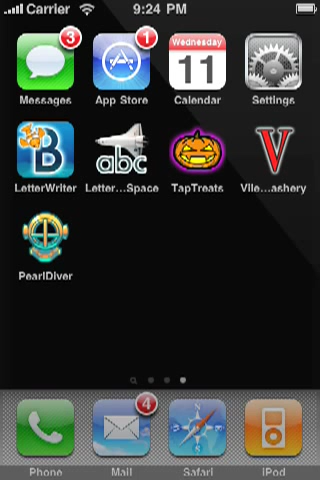 Carrier 9:24 PM
3 1 Wednesday
11
Messages App Store Calendar Settings
B abc V
LetterWriter Letter...Space TapTreats Vile...ashery
PearlDiver
4
Phone Mail Safari iPod